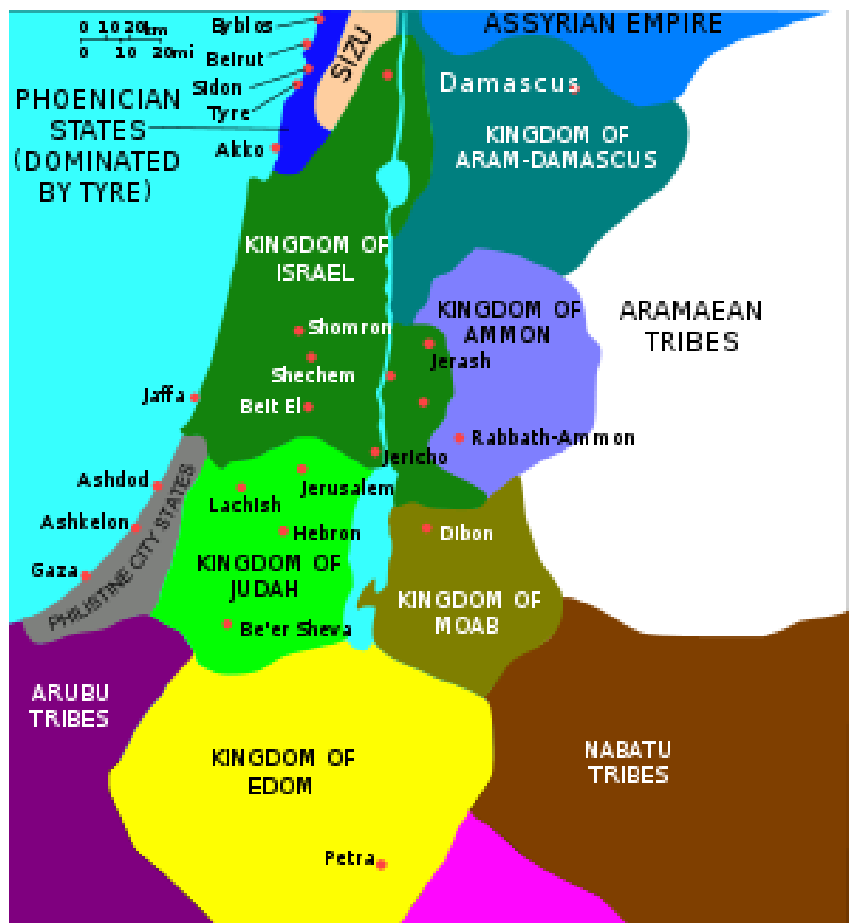 0 10 20km
0 10 20mi
Byblos
Beirut
Sidon
Tyre
Akko
PHOENICIAN
STATES
(DOMINATED
BY TYRE)
SIZU
ASSYRIAN EMPIRE
Damascus
KINGDOM OF
ARAM-DAMASCUS
KINGDOM OF
ISRAEL
KINGDOM OF
AMMON
ARAMAEAN
TRIBES
Shomron
Jerash
Shechem
Jaffa
Beit El
Rabbath-Ammon
Jericho
Ashdod
Jerusalem
Lachish
Ashkelon
Hebron
Dibon
Gaza
PHILISTINE CITY STATES
KINGDOM OF
JUDAH
KINGDOM OF
MOAB
Be'er Sheva
ARUBU
TRIBES
KINGDOM OF
EDOM
NABATU
TRIBES
Petra